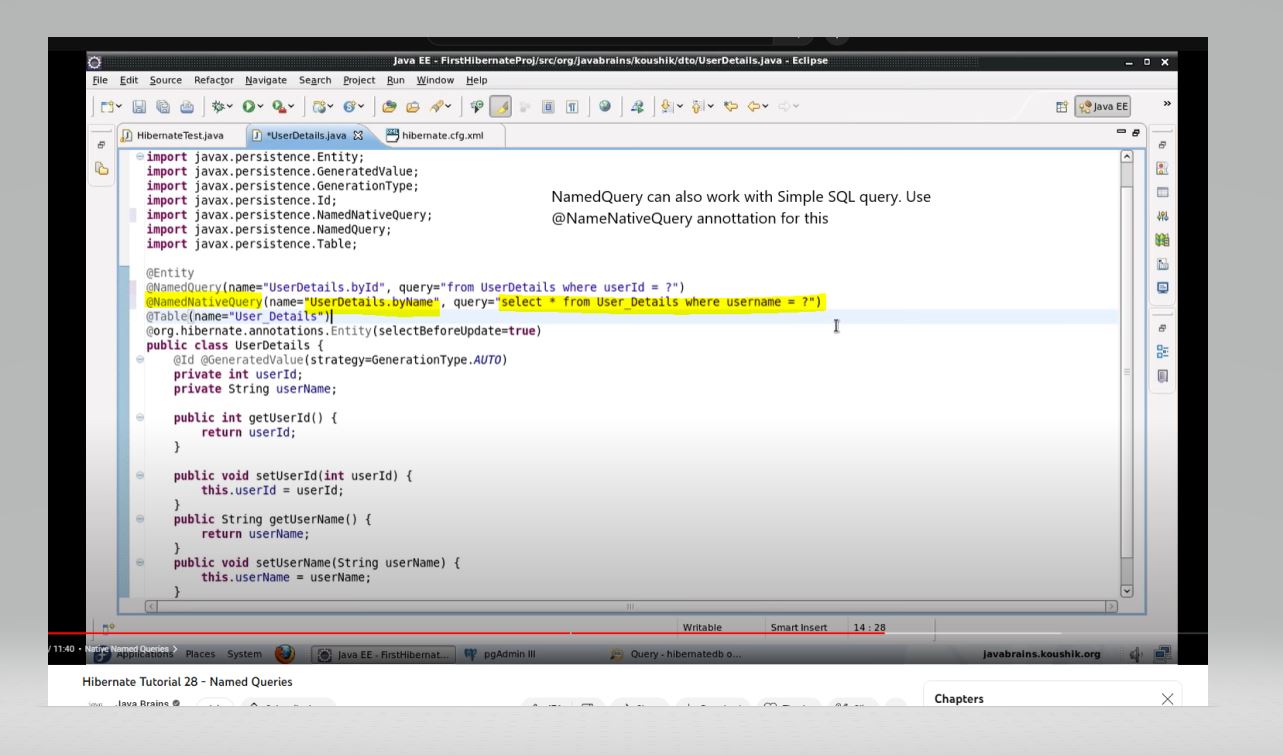 Java EE - FirstHibernateProj/src/org/javabrains/koushik/dto/UserDetails.java - Eclipse
File Edit Source Refactor Navigate Search Project Run Window Help
Java EE
HibernateTest.java *UserDetails.java hibernate.cfg.xml
import javax.persistence.Entity;
import javax.persistence.GeneratedValue;
import javax.persistence.GenerationType;
import javax.persistence.Id;
import javax.persistence.NamedNativeQuery;
import javax.persistence.NamedQuery;
import javax.persistence.Table;
NamedQuery can also work with Simple SQL query. Use
@NameNativeQuery annottation for this
@Entity
@NamedQuery(name="UserDetails.byId", query="from UserDetails where userId = ?")
@NamedNativeQuery(name="UserDetails.byName", query="select * from User_Details where username = ?")
@Table(name="User_Details")
@org.hibernate.annotations.Entity(selectBeforeUpdate=true)
public class UserDetails {
@Id @GeneratedValue(strategy=GenerationType.AUTO)
private int userId;
private String userName;
public int getUserId() {
return userId;
}
public void setUserId(int userId) {
this.userId = userId;
}
public String getUserName() {
return userName;
}
public void setUserName(String userName) {
this.userName = userName;
}
Writable Smart Insert 14 : 28
/ 11:40 • Native Named Queries >
Applications Places System Java EE - FirstHibernat... pgAdmin III Query - hibernatedb o... javabrains.koushik.org
Hibernate Tutorial 28 - Named Queries
Java Brains
Chapters